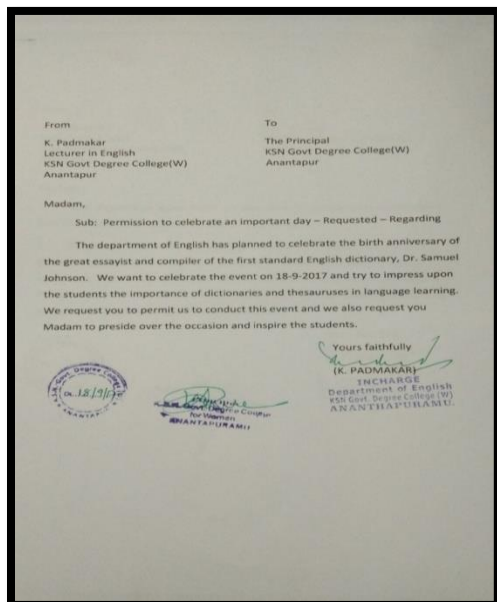 From
To
K. Padmakar
Lecturer in English
KSN Govt Degree College(W)
Anantapur
The Principal
KSN Govt Degree College(W)
Anantapur
Madam,
Sub: Permission to celebrate an important day – Requested – Regarding
The department of English has planned to celebrate the birth anniversary of
the great essayist and compiler of the first standard English dictionary, Dr. Samuel
Johnson. We want to celebrate the event on 18-9-2017 and try to impress upon
the students the importance of dictionaries and thesauruses in language learning.
We request you to permit us to conduct this event and we also request you
Madam to preside over the occasion and inspire the students.
Yours faithfully
(K. PADMAKAR)
INCHARGE
Department of English
KSN Govt. Degree College (W)
ANANTHAPURAMU.
Govt. Degree College
18/9/17
Degree College
for Women
ANANTAPURAMU